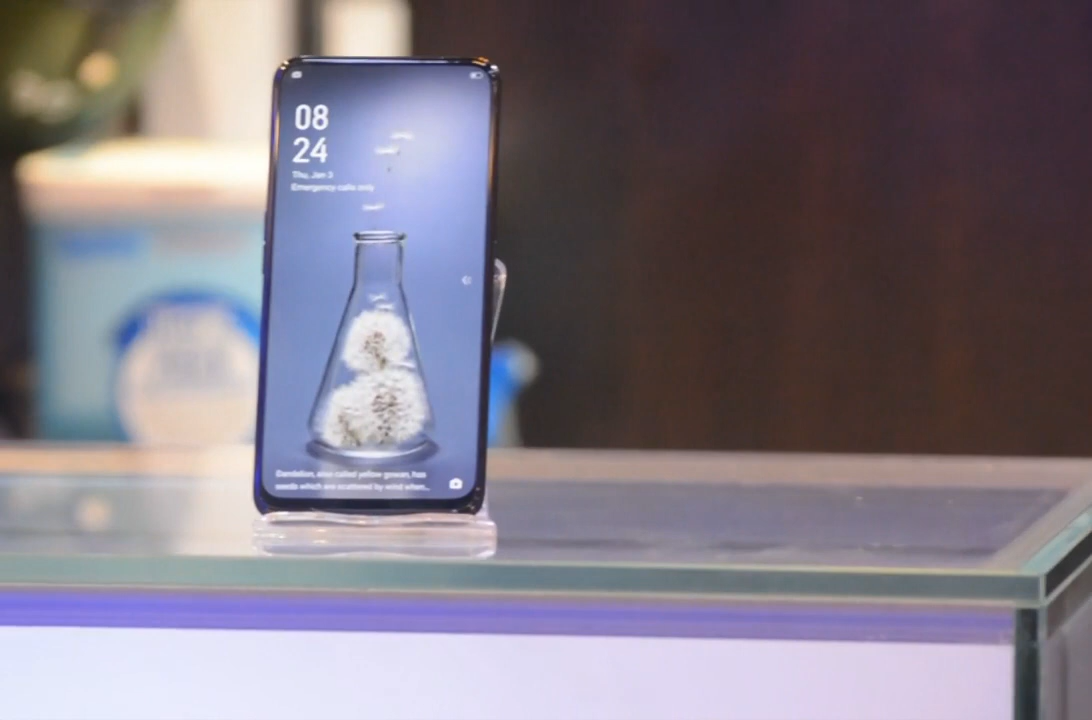 08
24
Thu, Jan 3
Emergency calls only
Dandelion, also called yellow gowan, has
seeds which are scattered by wind when...